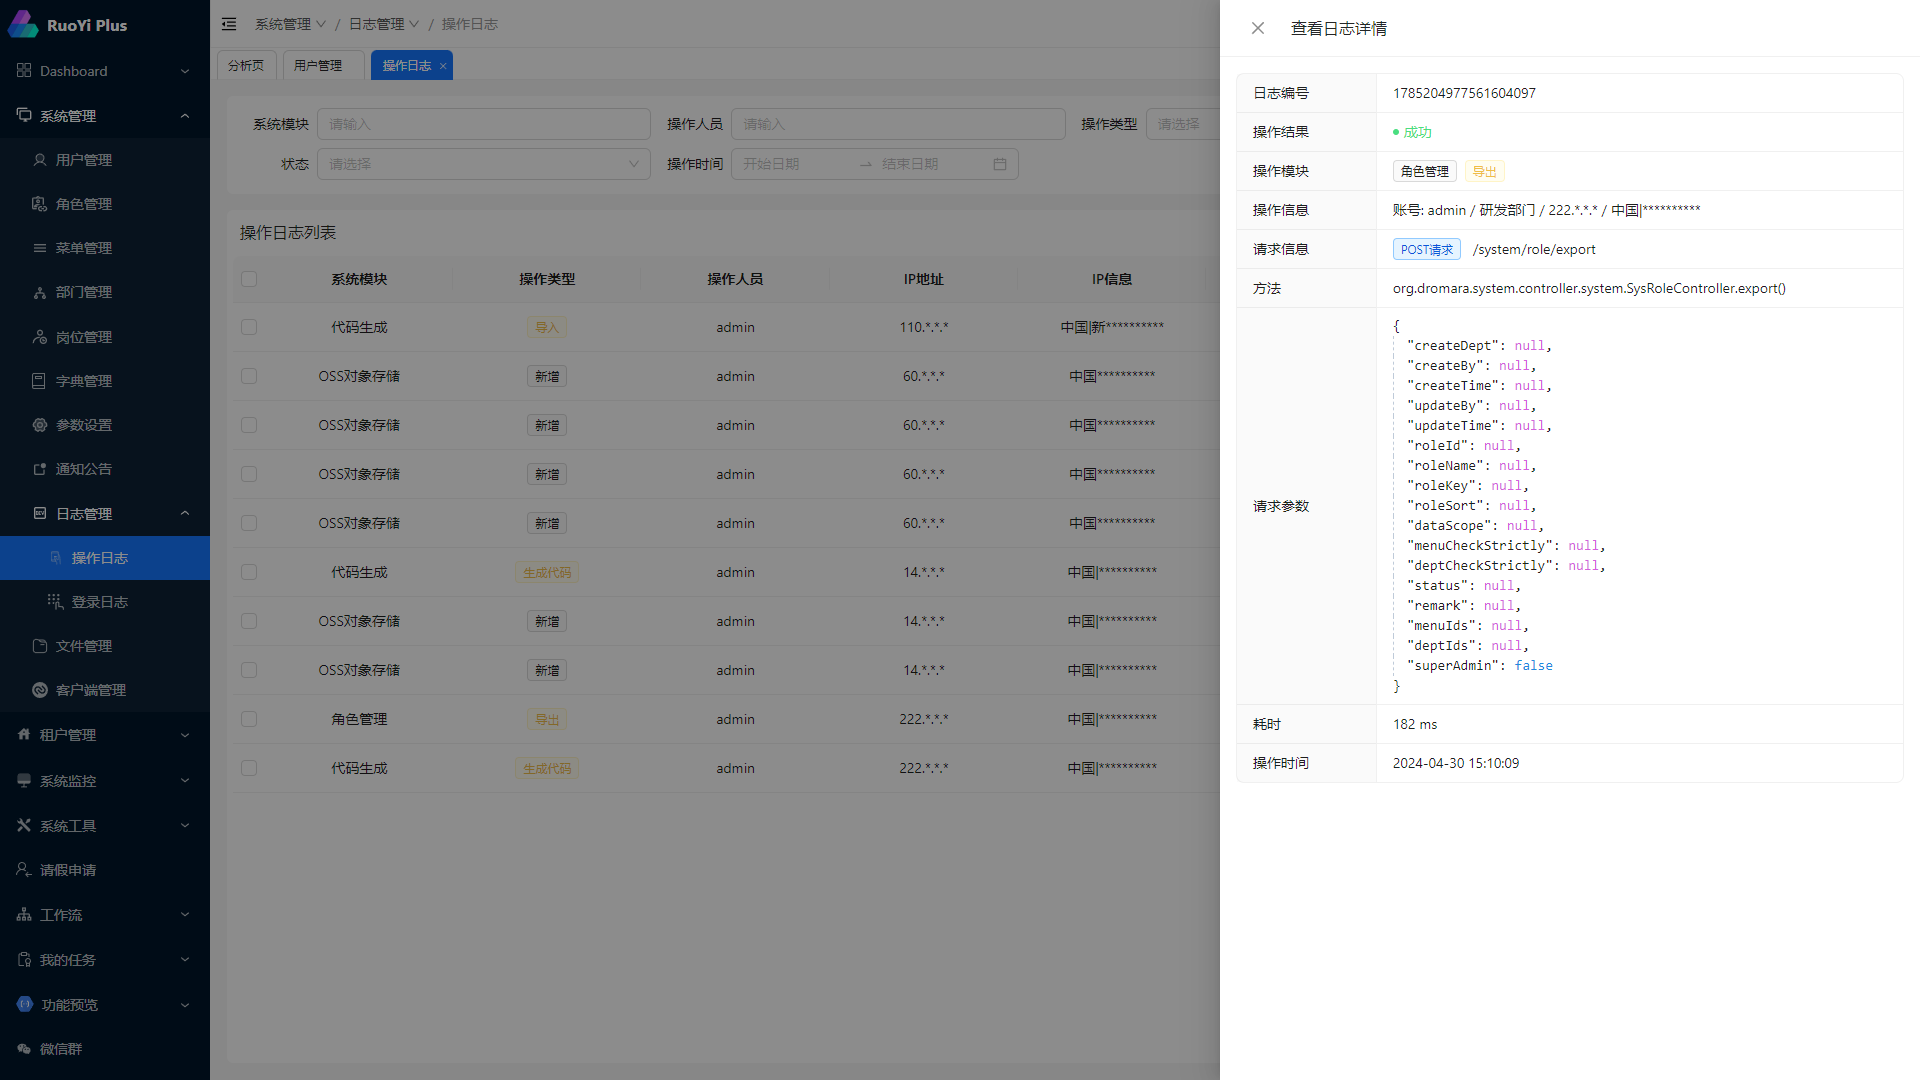 RuoYi Plus
Dashboard
系统管理
用户管理
角色管理
菜单管理
部门管理
岗位管理
字典管理
参数设置
通知公告
日志管理
操作日志
登录日志
文件管理
客户端管理
租户管理
系统监控
系统工具
请假申请
工作流
我的任务
功能预览
微信群
系统管理 / 日志管理 / 操作日志
分析页 用户管理 操作日志
系统模块 请输入 操作人员 请输入 操作类型 请选择
状态 请选择 操作时间 开始日期 → 结束日期
操作日志列表
系统模块 操作类型 操作人员 IP地址 IP信息
代码生成 导入 admin 110.*.*.* 中国|新**********
OSS对象存储 新增 admin 60.*.*.* 中国**********
OSS对象存储 新增 admin 60.*.*.* 中国**********
OSS对象存储 新增 admin 60.*.*.* 中国**********
OSS对象存储 新增 admin 60.*.*.* 中国**********
代码生成 生成代码 admin 14.*.*.* 中国|**********
OSS对象存储 新增 admin 14.*.*.* 中国|**********
OSS对象存储 新增 admin 14.*.*.* 中国|**********
角色管理 导出 admin 222.*.*.* 中国|**********
代码生成 生成代码 admin 222.*.*.* 中国|**********
查看日志详情
日志编号 1785204977561604097
操作结果 成功
操作模块 角色管理 导出
操作信息 账号: admin / 研发部门 / 222.*.*.* / 中国|**********
请求信息 POST请求 /system/role/export
方法 org.dromara.system.controller.system.SysRoleController.export()
请求参数
{
"createDept": null,
"createBy": null,
"createTime": null,
"updateBy": null,
"updateTime": null,
"roleId": null,
"roleName": null,
"roleKey": null,
"roleSort": null,
"dataScope": null,
"menuCheckStrictly": null,
"deptCheckStrictly": null,
"status": null,
"remark": null,
"menuIds": null,
"deptIds": null,
"superAdmin": false
}
耗时 182 ms
操作时间 2024-04-30 15:10:09